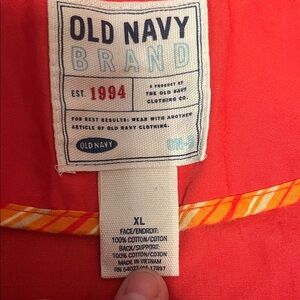 OLD NAVY
BRAND
EST. 1994
A PRODUCT OF
THE OLD NAVY
CLOTHING CO.
FOR BEST RESULTS: WEAR WITH ANOTHER
ARTICLE OF OLD NAVY CLOTHING.
OLD NAVY
XL
FACE/ENDROIT:
100% COTTON/COTON
BACK/SUPPORT:
100% COTTON/COTON
MADE IN VIETNAM
RN 54023